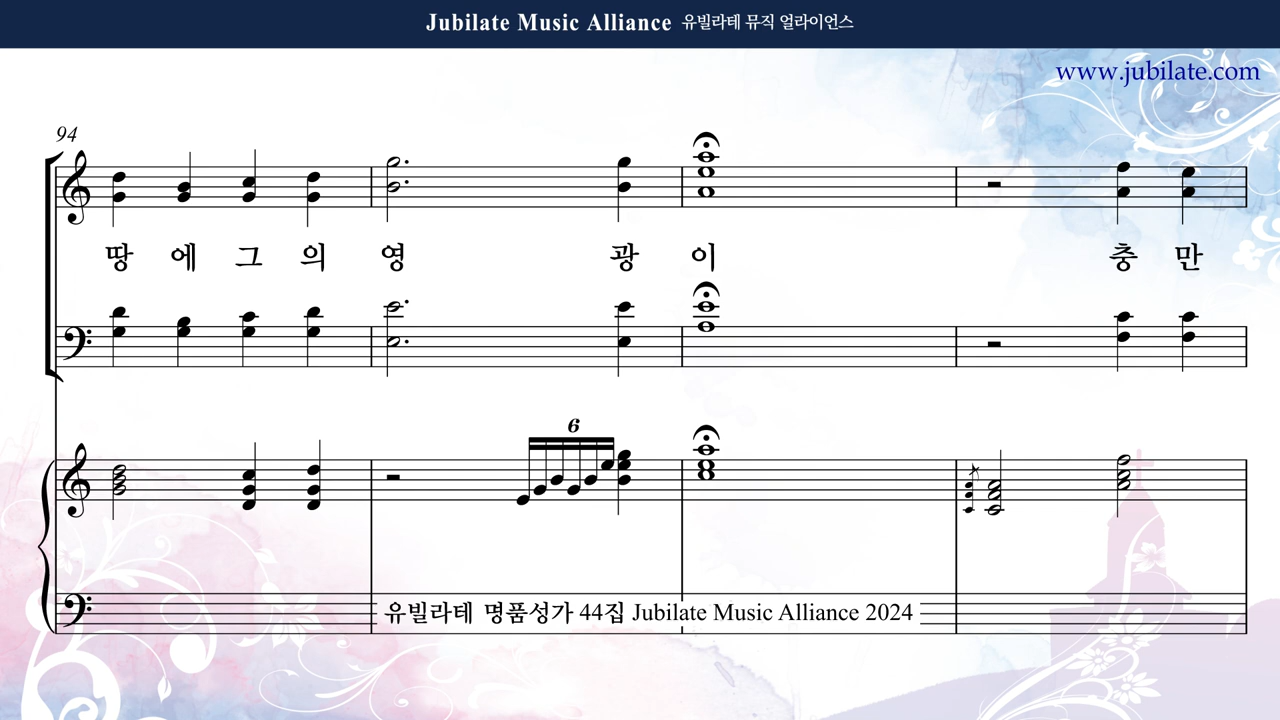 Jubilate Music Alliance 유빌라테 뮤직 얼라이언스
www.jubilate.com
94
땅 에 그 의 영 광 이 충 만
6
유빌라테 명품성가 44집 Jubilate Music Alliance 2024